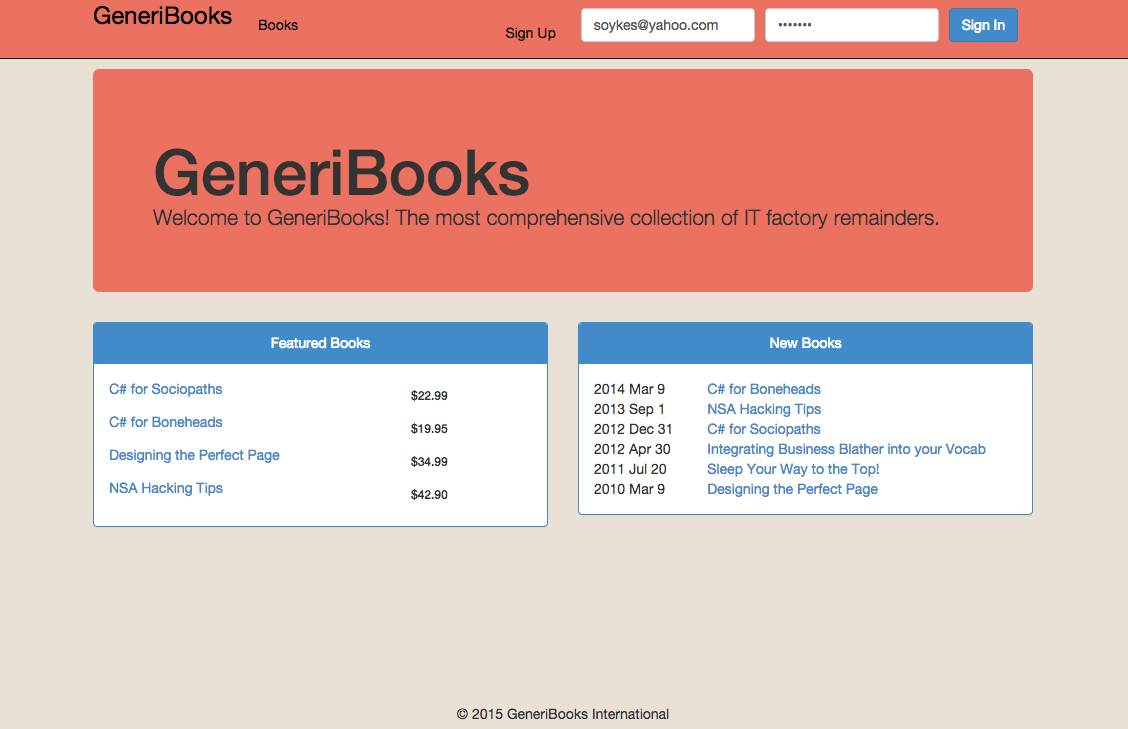 GeneriBooks
Books
Sign Up
soykes@yahoo.com
•••••••
Sign In
GeneriBooks
Welcome to GeneriBooks! The most comprehensive collection of IT factory remainders.
Featured Books
C# for Sociopaths $22.99
C# for Boneheads $19.95
Designing the Perfect Page $34.99
NSA Hacking Tips $42.90
New Books
2014 Mar 9 C# for Boneheads
2013 Sep 1 NSA Hacking Tips
2012 Dec 31 C# for Sociopaths
2012 Apr 30 Integrating Business Blather into your Vocab
2011 Jul 20 Sleep Your Way to the Top!
2010 Mar 9 Designing the Perfect Page
© 2015 GeneriBooks International